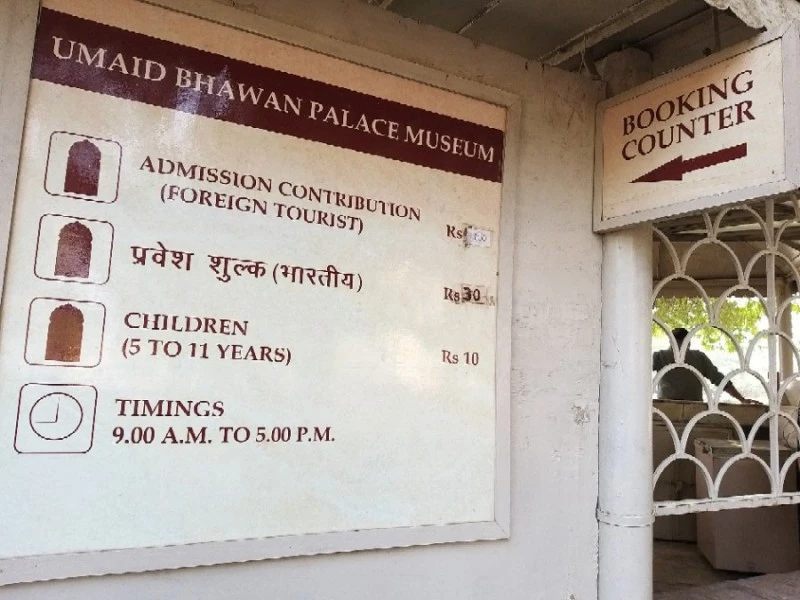 UMAID BHAWAN PALACE MUSEUM
ADMISSION CONTRIBUTION
(FOREIGN TOURIST)
Rs
प्रवेश शुल्क (भारतीय)
Rs 30
CHILDREN
(5 TO 11 YEARS)
Rs 10
TIMINGS
9.00 A.M. TO 5.00 P.M.
BOOKING
COUNTER